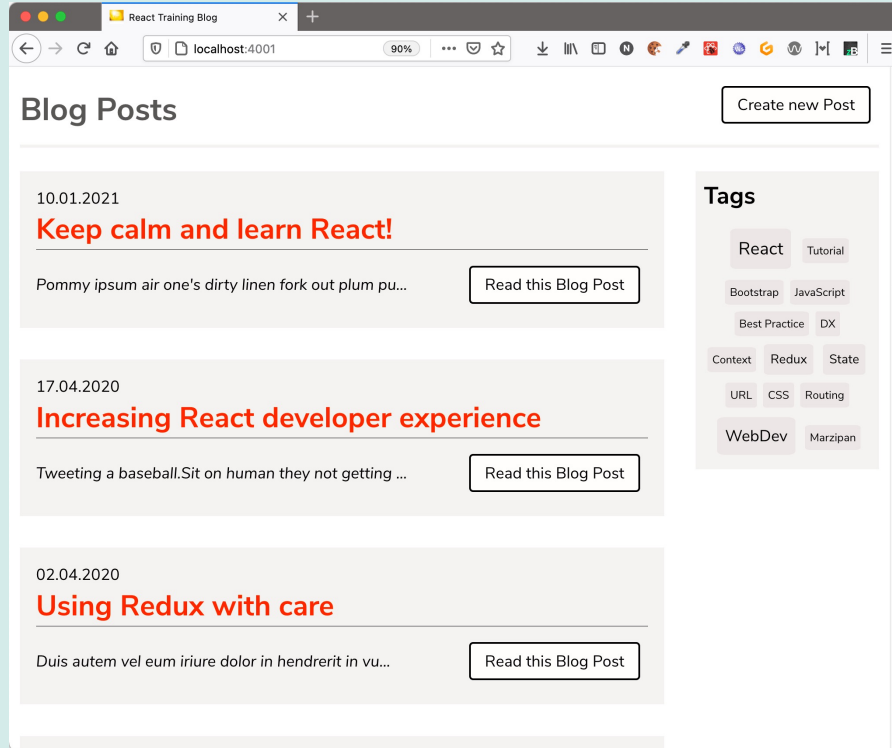 React Training Blog
localhost:4001
90%
Blog Posts
Create new Post
10.01.2021
Keep calm and learn React!
Pommy ipsum air one's dirty linen fork out plum pu...
Read this Blog Post
17.04.2020
Increasing React developer experience
Tweeting a baseball.Sit on human they not getting ...
Read this Blog Post
02.04.2020
Using Redux with care
Duis autem vel eum iriure dolor in hendrerit in vu...
Read this Blog Post
Tags
React Tutorial
Bootstrap JavaScript
Best Practice DX
Context Redux State
URL CSS Routing
WebDev Marzipan